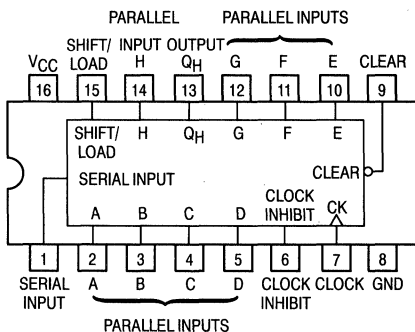 PARALLEL PARALLEL INPUTS
SHIFT/ INPUT OUTPUT
VCC LOAD H QH G F E CLEAR
16 15 14 13 12 11 10 9
SHIFT/ H QH G F E
LOAD
CLEAR
SERIAL INPUT
CLOCK
A B C D INHIBIT CK
1 2 3 4 5 6 7 8
SERIAL A B C D CLOCK CLOCK GND
INPUT INHIBIT
PARALLEL INPUTS